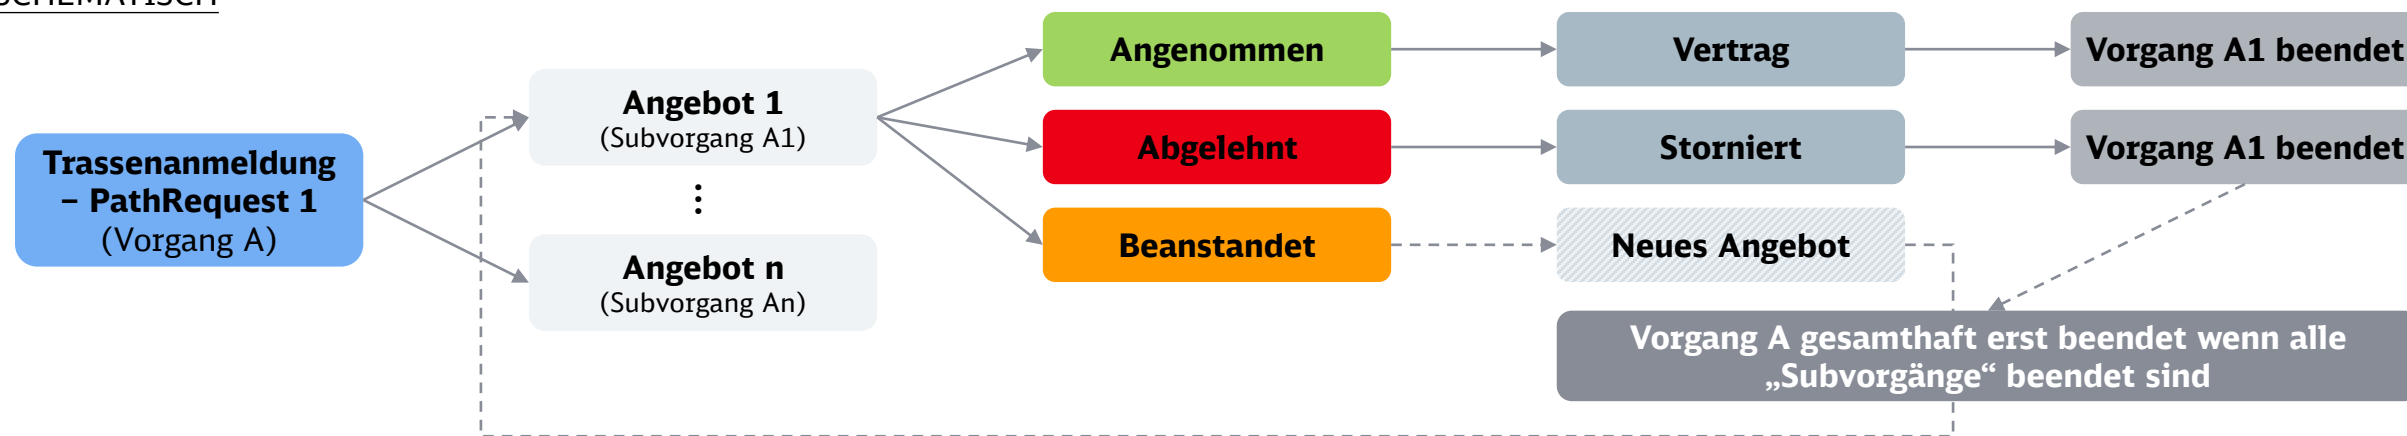 SCHEMATISCH
Trassenanmeldung
– PathRequest 1
(Vorgang A)
Angebot 1
(Subvorgang A1)
⋮
Angebot n
(Subvorgang An)
Angenommen
Vertrag
Vorgang A1 beendet
Abgelehnt
Storniert
Vorgang A1 beendet
Beanstandet
Neues Angebot
Vorgang A gesamthaft erst beendet wenn alle
„Subvorgänge“ beendet sind